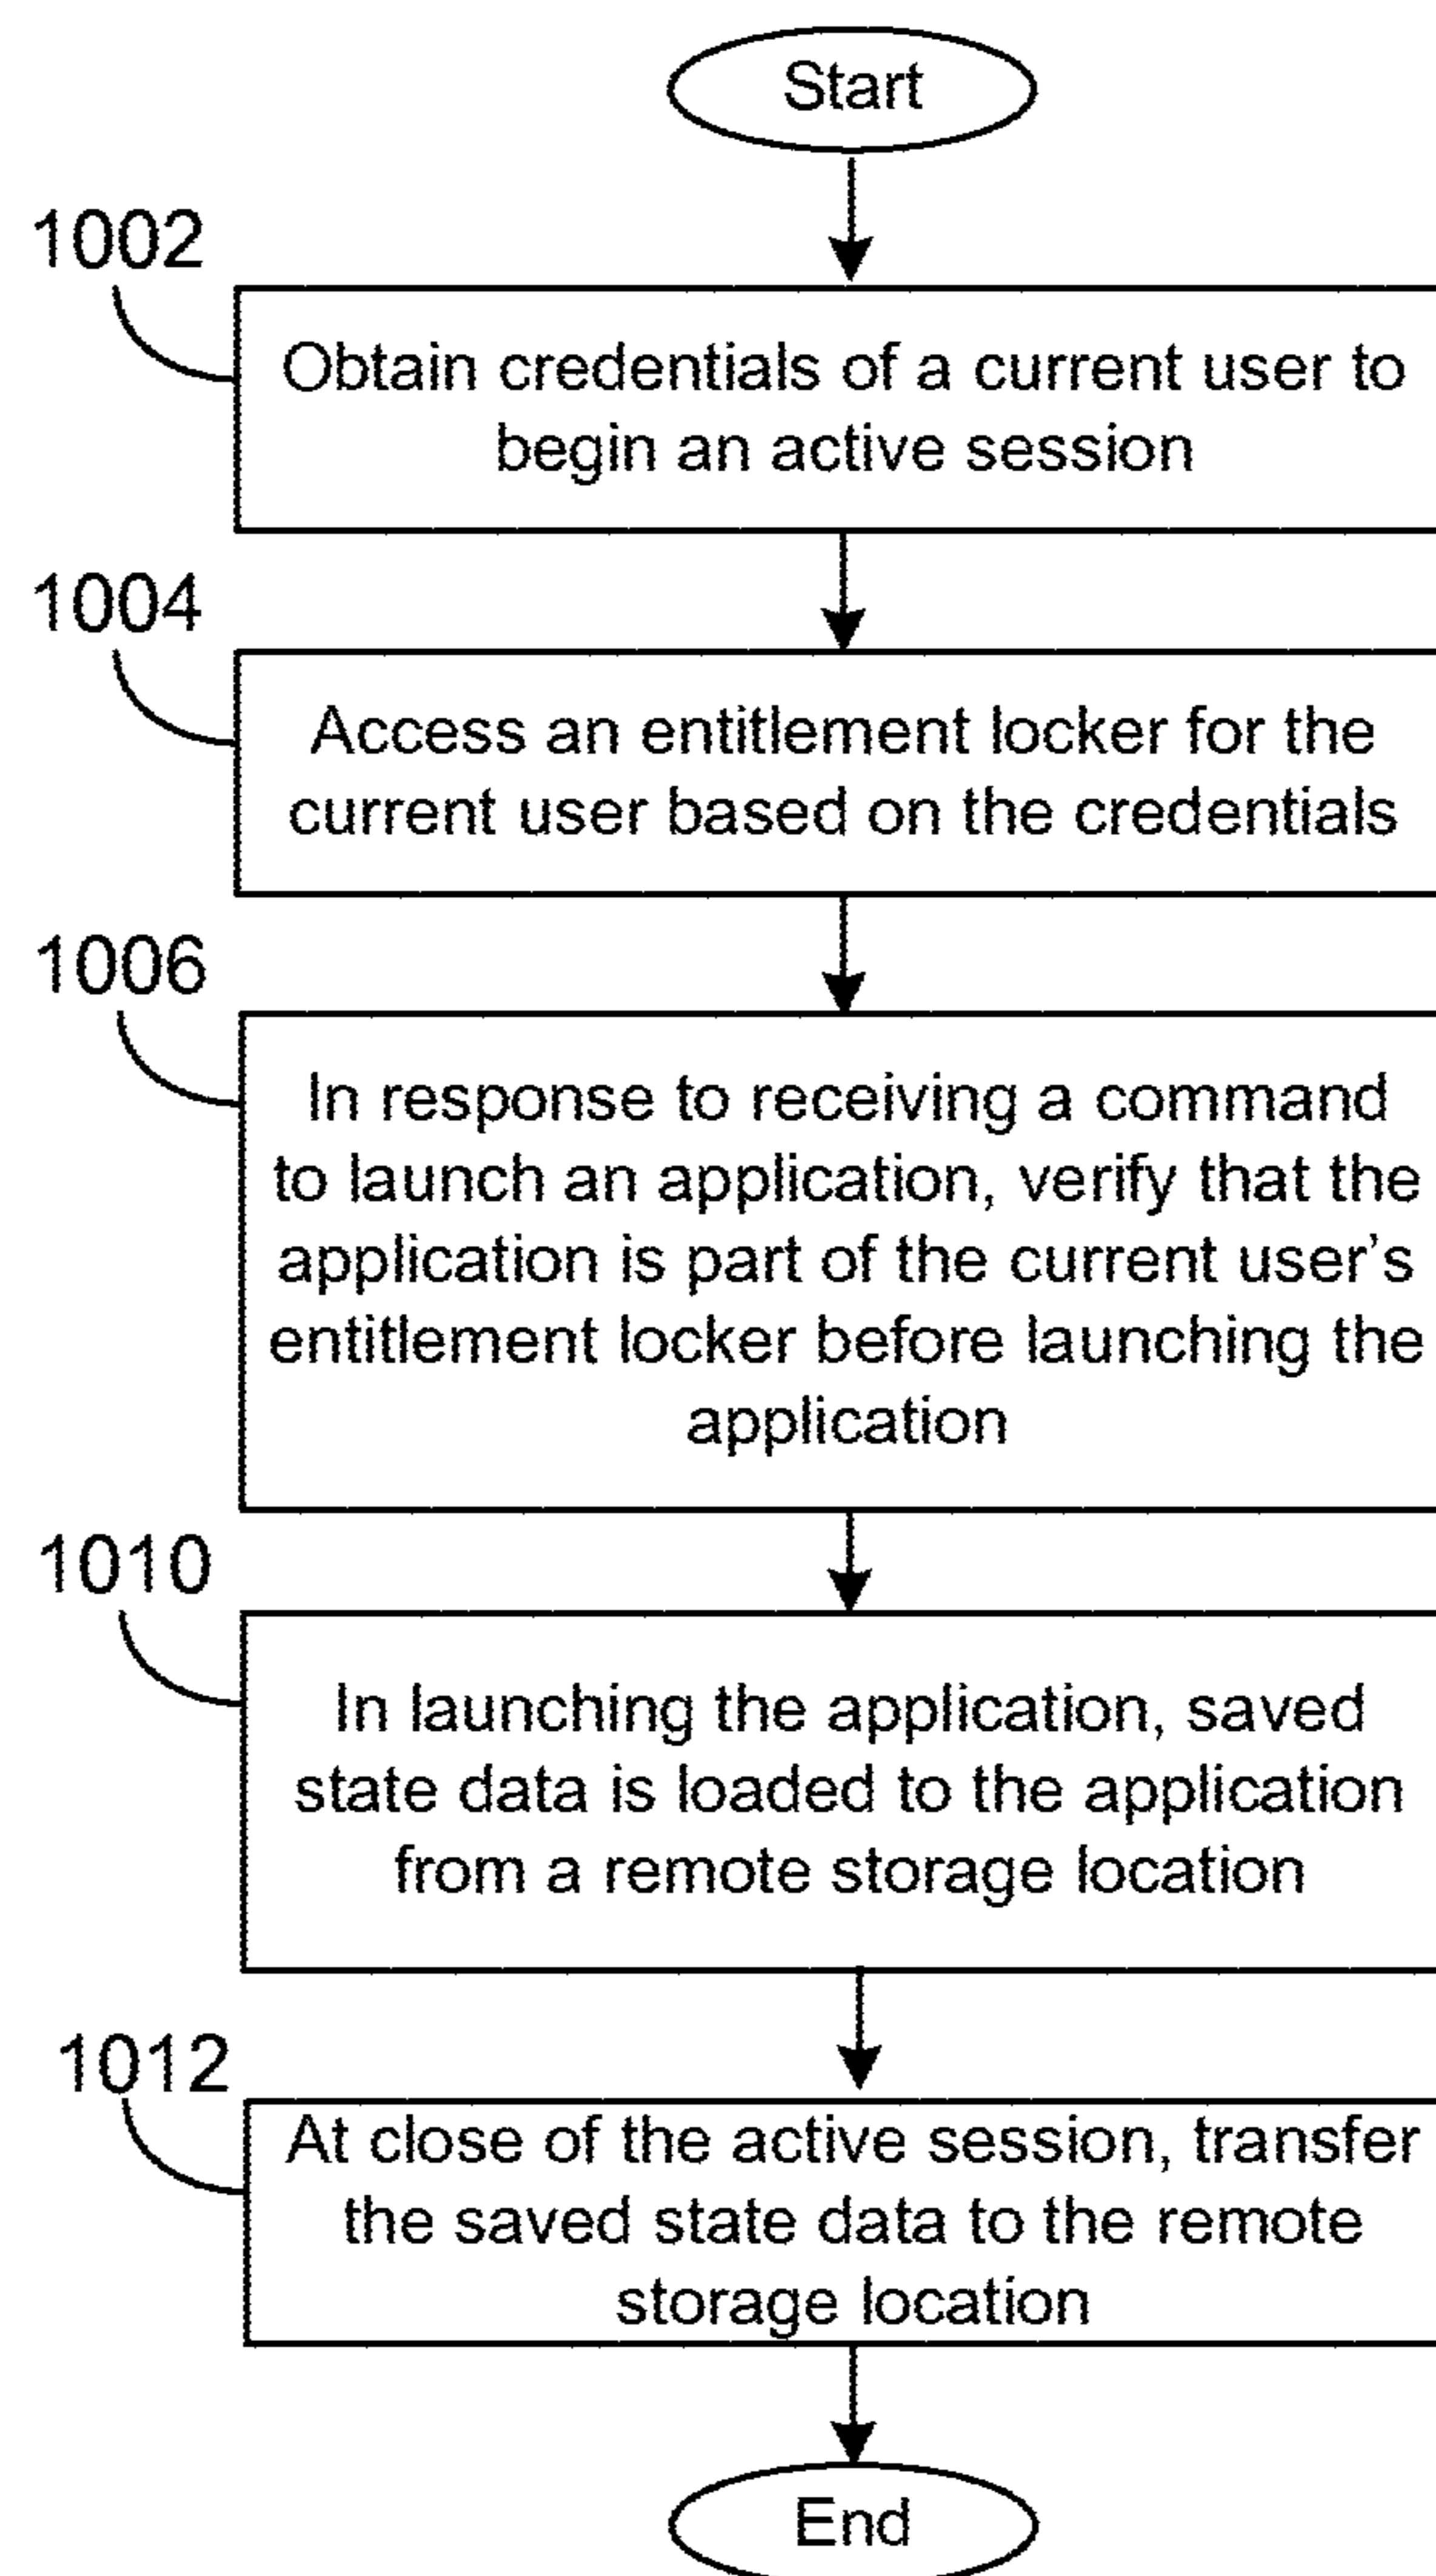 Start
1002
Obtain credentials of a current user to
begin an active session
1004
Access an entitlement locker for the
current user based on the credentials
1006
In response to receiving a command
to launch an application, verify that the
application is part of the current user's
entitlement locker before launching the
application
1010
In launching the application, saved
state data is loaded to the application
from a remote storage location
1012
At close of the active session, transfer
the saved state data to the remote
storage location
End